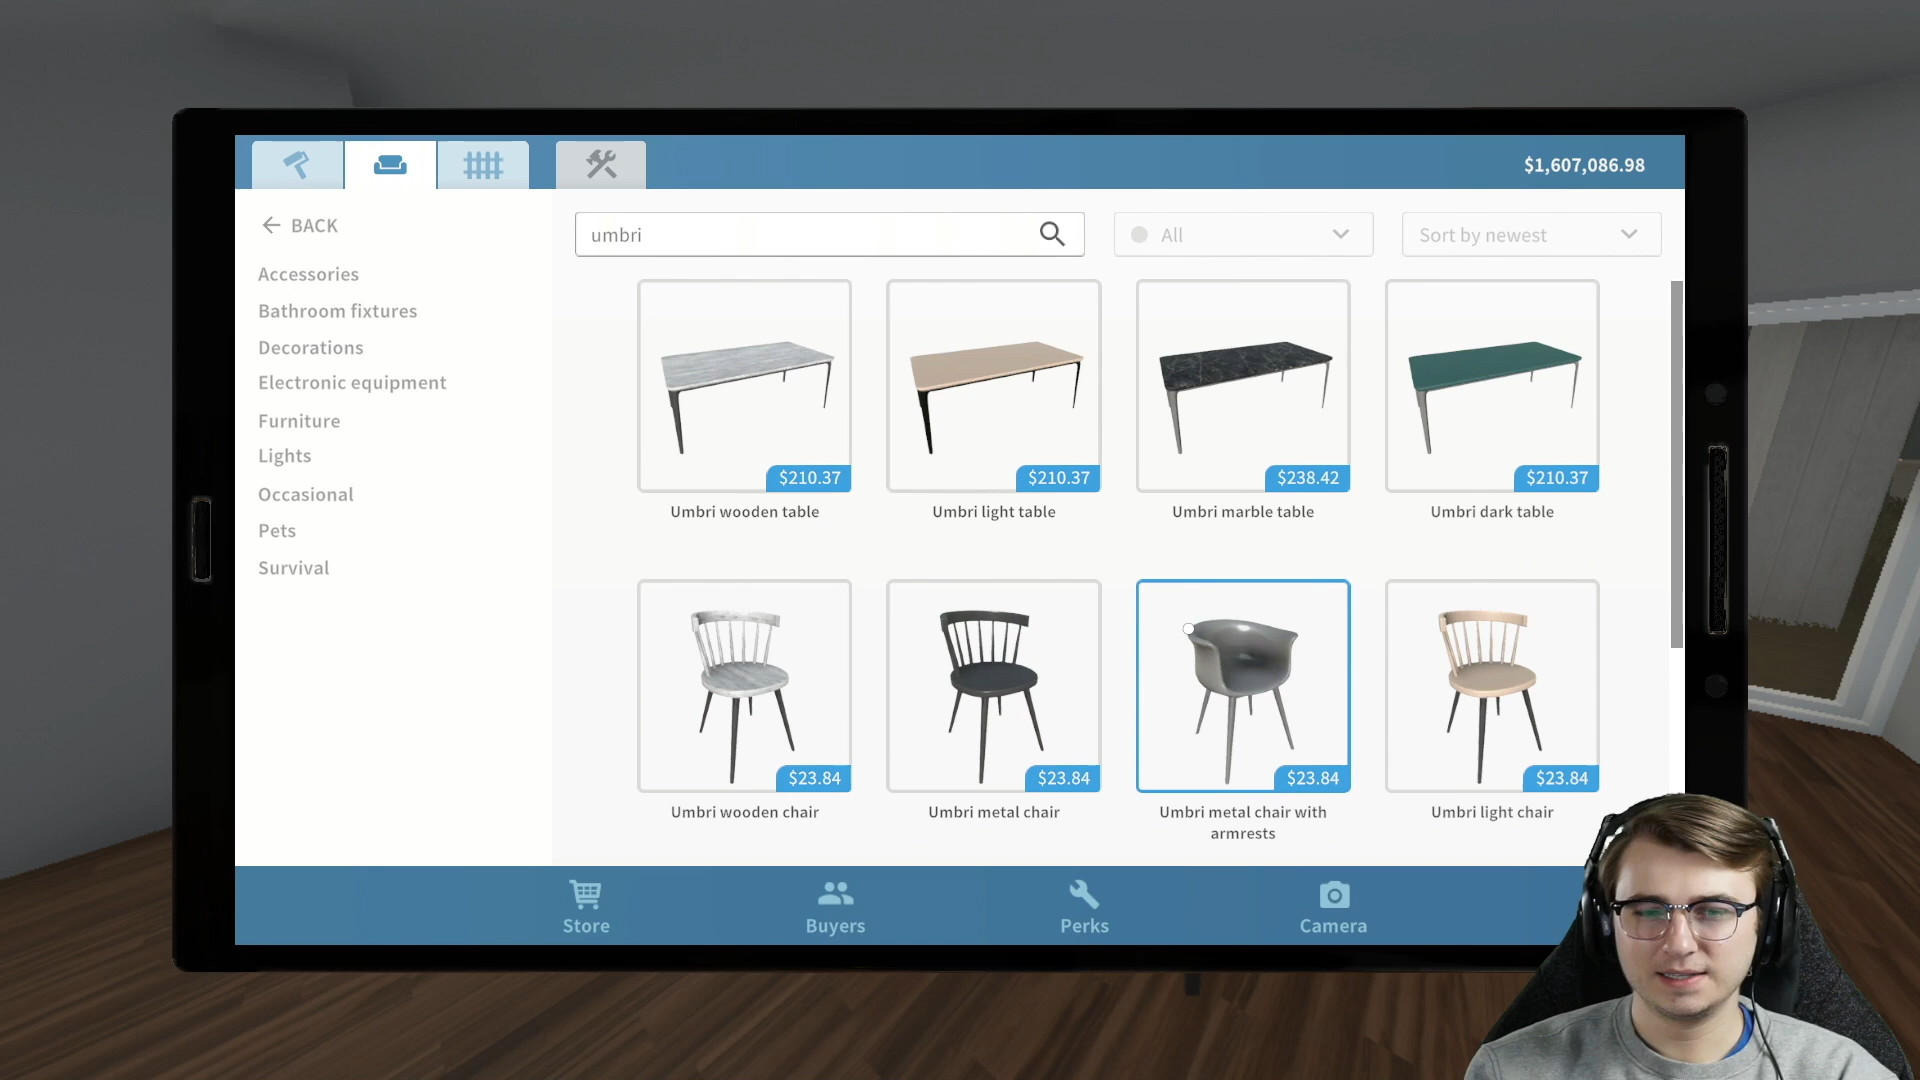 $1,607,086.98
BACK
Accessories
Bathroom fixtures
Decorations
Electronic equipment
Furniture
Lights
Occasional
Pets
Survival
umbri
All
Sort by newest
$210.37
$210.37
$238.42
$210.37
Umbri wooden table
Umbri light table
Umbri marble table
Umbri dark table
$23.84
$23.84
$23.84
$23.84
Umbri wooden chair
Umbri metal chair
Umbri metal chair with
armrests
Umbri light chair
Store
Buyers
Perks
Camera